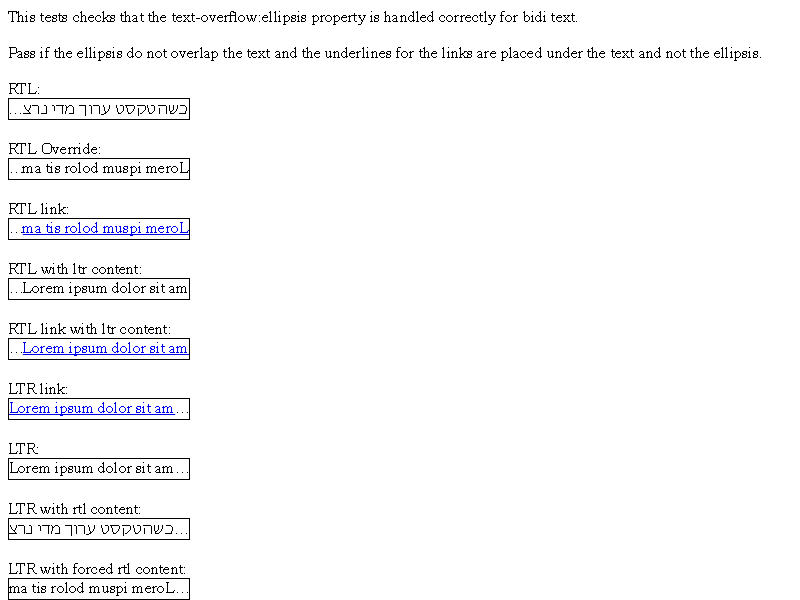 This tests checks that the text-overflow:ellipsis property is handled correctly for bidi text.
Pass if the ellipsis do not overlap the text and the underlines for the links are placed under the text and not the ellipsis.
RTL:
כשהטקסט ערוך מדי נרצ...
RTL Override:
...ma tis rolod muspi meroL
RTL link:
...ma tis rolod muspi meroL
RTL with ltr content:
...Lorem ipsum dolor sit am
RTL link with ltr content:
...Lorem ipsum dolor sit am
LTR link:
Lorem ipsum dolor sit am...
LTR:
Lorem ipsum dolor sit am...
LTR with rtl content:
...כשהטקסט ערוך מדי נרצ
LTR with forced rtl content:
ma tis rolod muspi meroL...